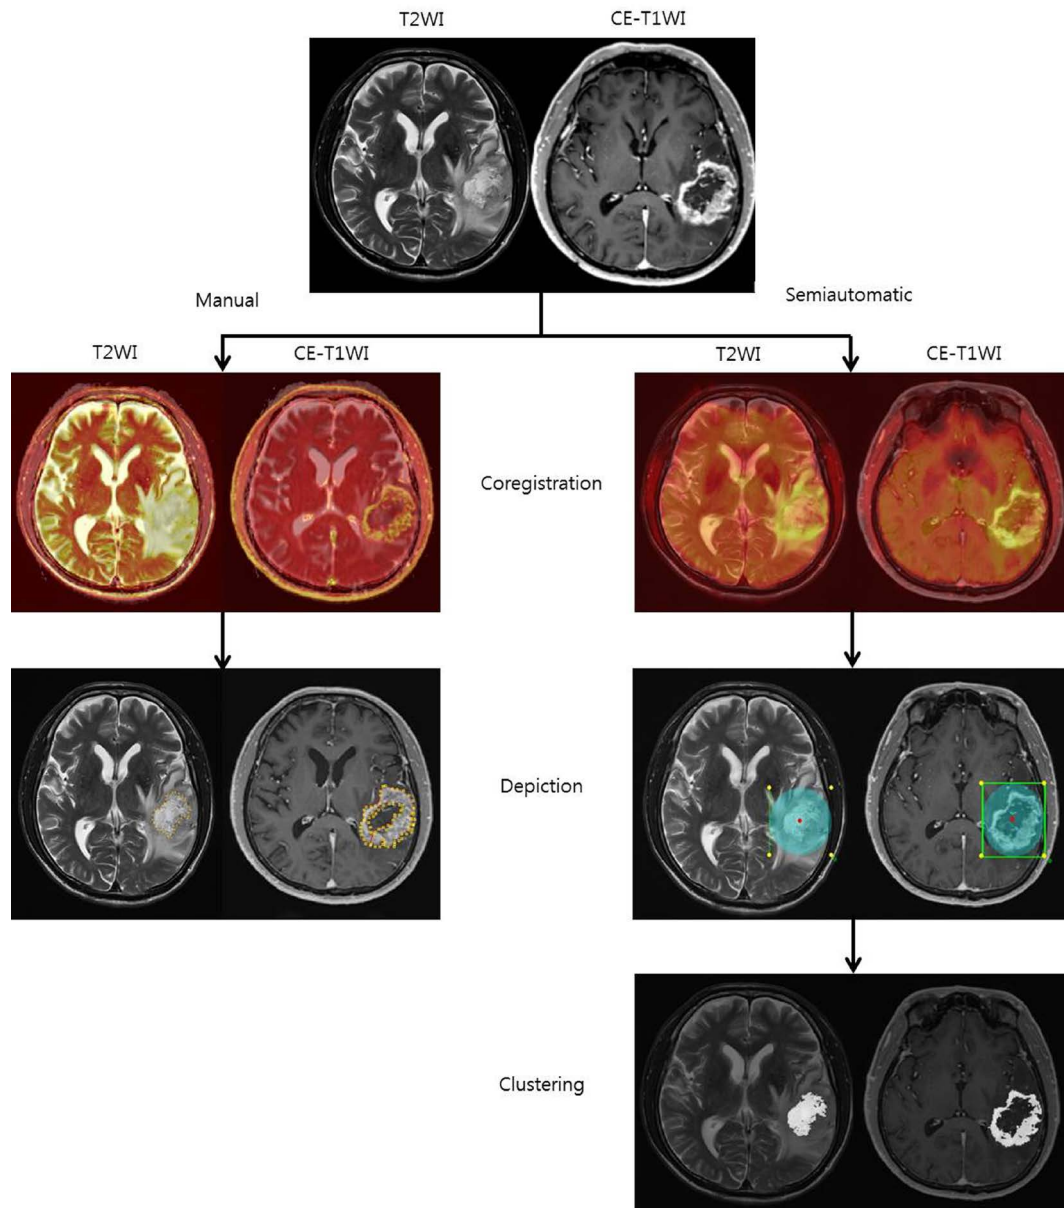 T2WI CE-T1WI
Manual
Semiautomatic
T2WI CE-T1WI
T2WI CE-T1WI
Coregistration
Depiction
Clustering